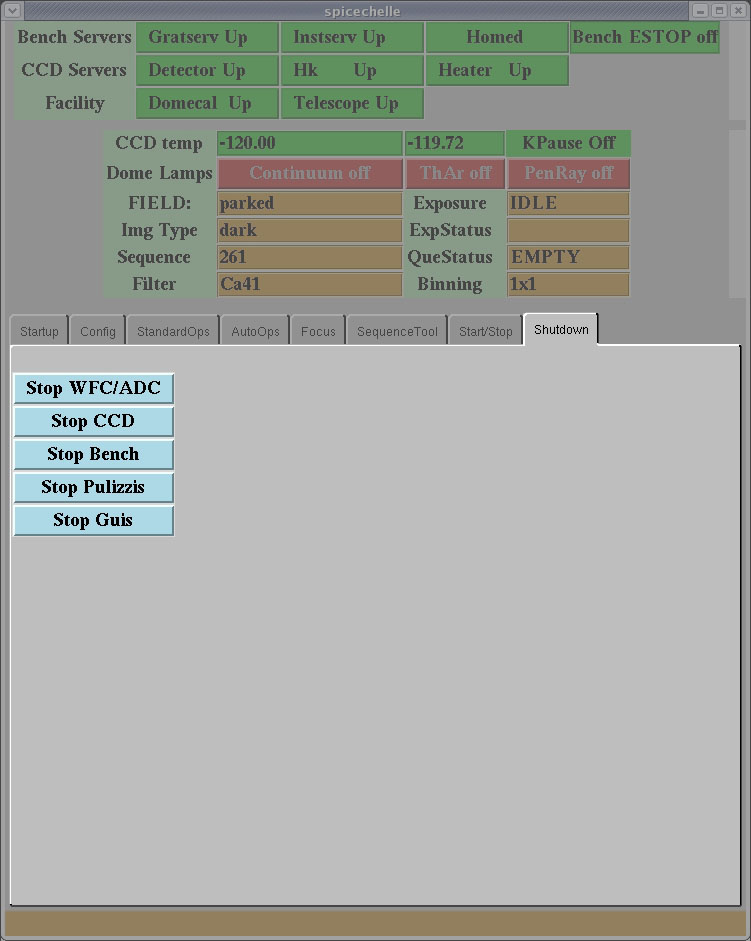 spicechelle
Bench Servers Gratserv Up Instserv Up Homed Bench ESTOP off
CCD Servers Detector Up Hk Up Heater Up
Facility Domecal Up Telescope Up
CCD temp -120.00 -119.72 KPause Off
Dome Lamps Continuum off ThAr off PenRay off
FIELD: parked Exposure IDLE
Img Type dark ExpStatus
Sequence 261 QueStatus EMPTY
Filter Ca41 Binning 1x1
Startup Config StandardOps AutoOps Focus SequenceTool Start/Stop Shutdown
Stop WFC/ADC
Stop CCD
Stop Bench
Stop Pulizzis
Stop Guis